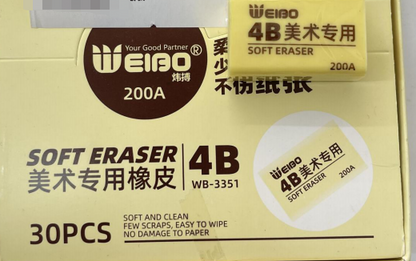 WEIBO
4B美术专用
SOFT ERASER
200A
Your Good Partner
WEIBO®
炜搏
200A
柔
少
不伤纸张
SOFT ERASER
美术专用橡皮
4B
WB-3351
30PCS
SOFT AND CLEAN
FEW SCRAPS, EASY TO WIPE
NO DAMAGE TO PAPER
WEIBO
4B美术专用
SOFT ERASER
200A